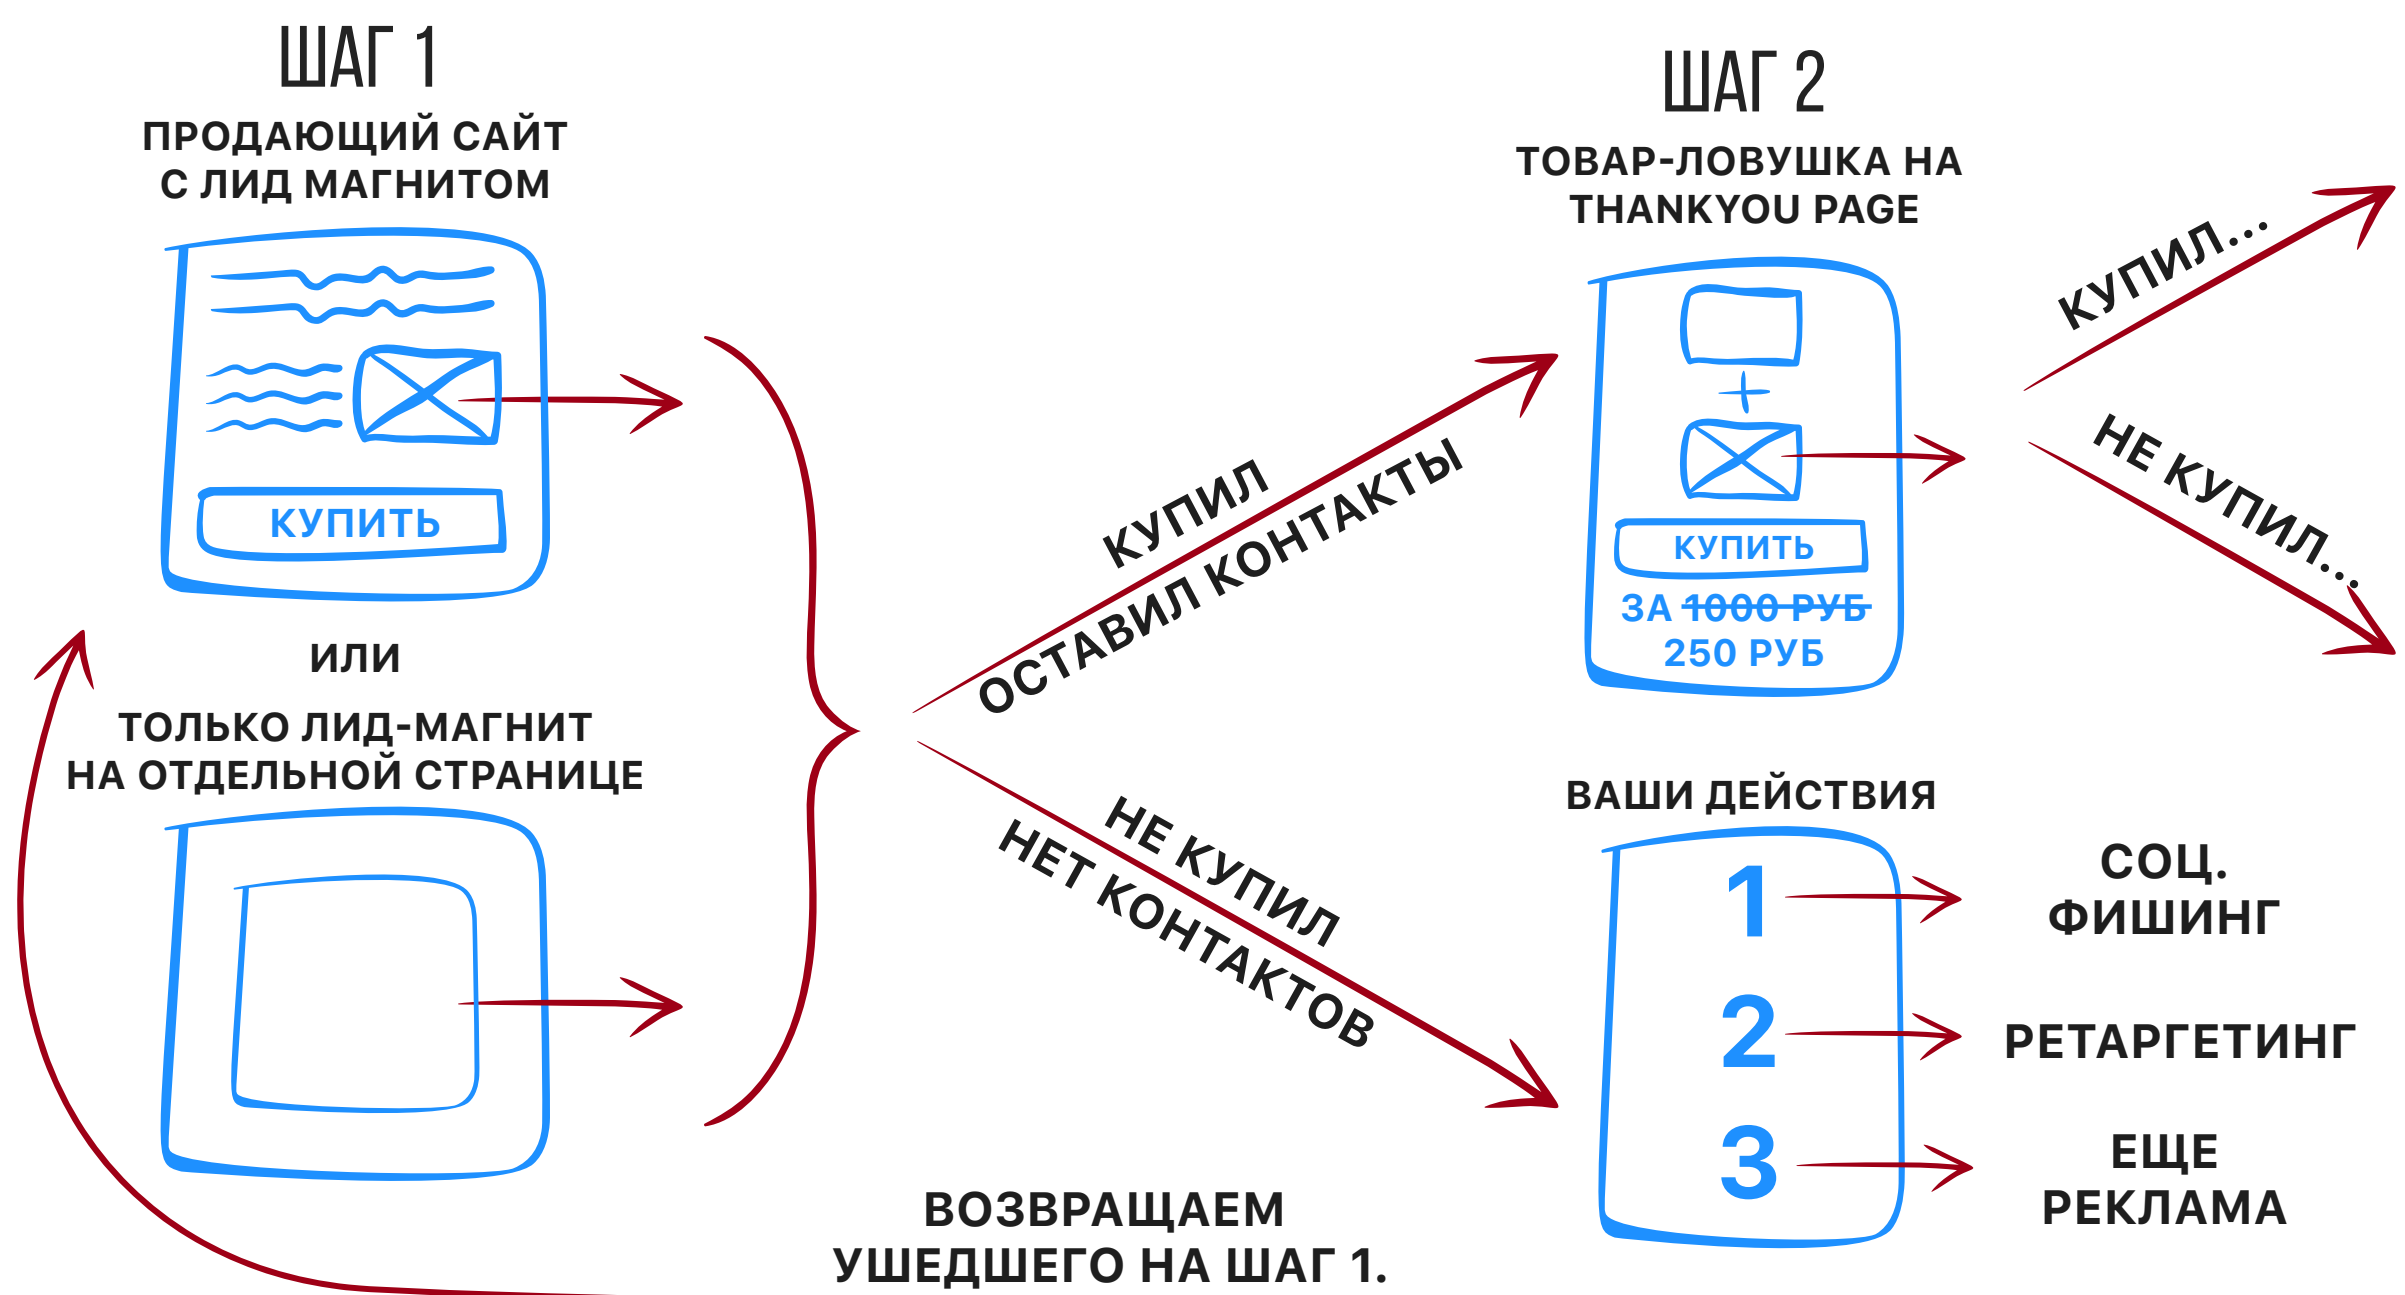 ШАГ 1
ПРОДАЮЩИЙ САЙТ
С ЛИД МАГНИТОМ
КУПИТЬ
ИЛИ
ТОЛЬКО ЛИД-МАГНИТ
НА ОТДЕЛЬНОЙ СТРАНИЦЕ
КУПИЛ
ОСТАВИЛ КОНТАКТЫ
НЕ КУПИЛ
НЕТ КОНТАКТОВ
ВОЗВРАЩАЕМ
УШЕДШЕГО НА ШАГ 1.
ШАГ 2
ТОВАР-ЛОВУШКА НА
THANKYOU PAGE
КУПИТЬ
ЗА 1000 РУБ
250 РУБ
КУПИЛ...
НЕ КУПИЛ...
ВАШИ ДЕЙСТВИЯ
1
СОЦ.
ФИШИНГ
2
РЕТАРГЕТИНГ
3
ЕЩЕ
РЕКЛАМА